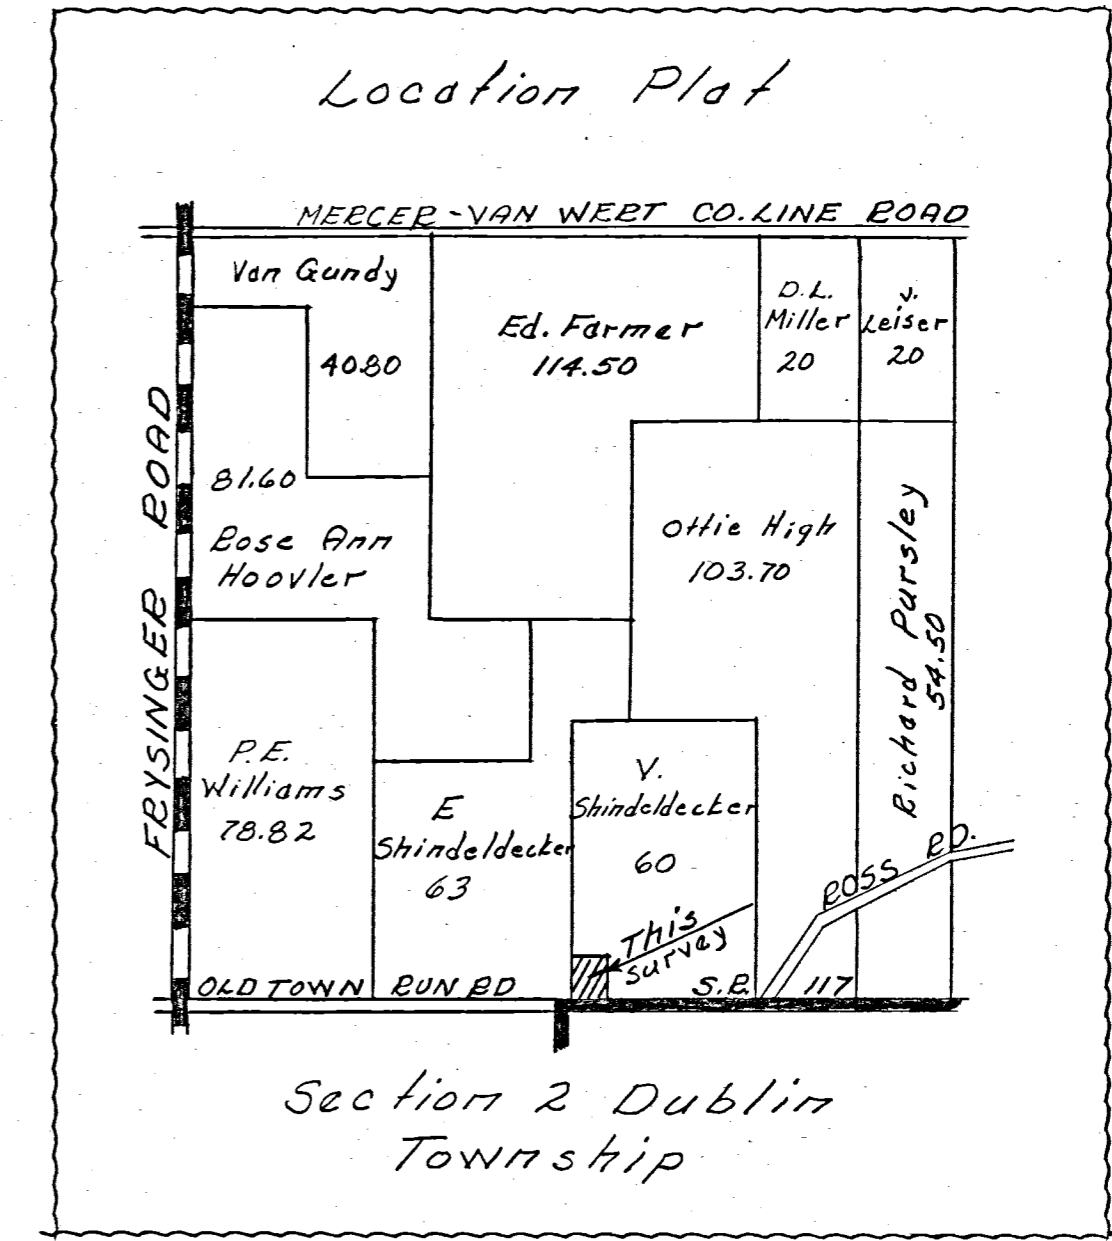 Location Plat
MERCER-VAN WERT CO. LINE ROAD
Van Gundy
40.80
Ed. Farmer
114.50
D.L.
Miller
20
V.
Leiser
20
FRYSINGER ROAD
81.60
Rose Ann
Hoovler
Ottie High
103.70
Richard Pursley
54.50
P.E.
Williams
78.82
E
Shindeldecker
63
V.
Shindeldecker
60
This
survey
ROSS RD.
OLD TOWN RUN RD
S.R. 117
Section 2 Dublin
Township